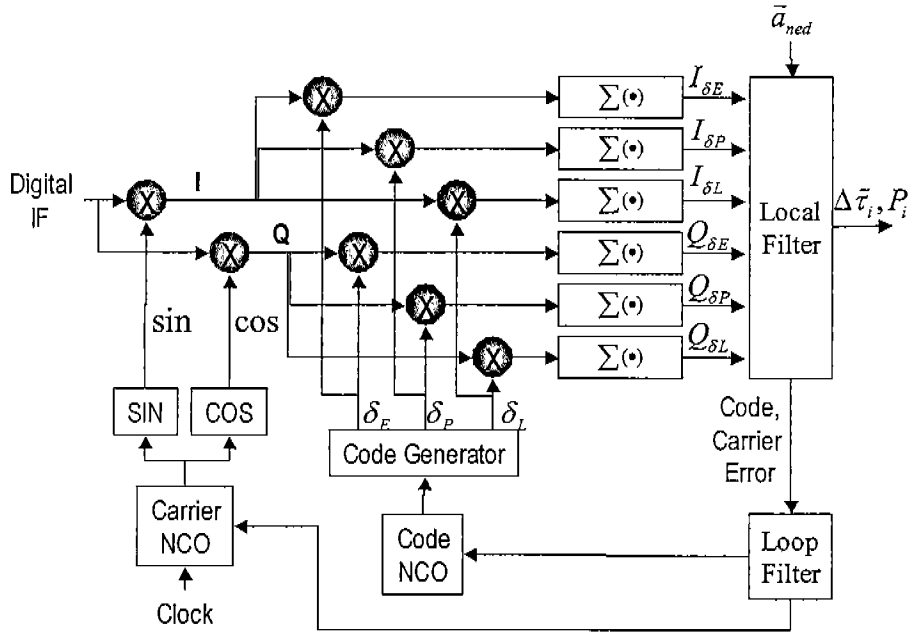 ā_ned
X
∑(•)
I_δE
X
∑(•)
I_δP
Digital
IF
X
I
X
∑(•)
I_δL
Local
Filter
Δτ̃_i, P_i
X
Q
X
∑(•)
Q_δE
X
∑(•)
Q_δP
sin
cos
X
∑(•)
Q_δL
SIN
COS
δ_E
δ_P
δ_L
Code Generator
Code,
Carrier
Error
Carrier
NCO
Code
NCO
Loop
Filter
Clock